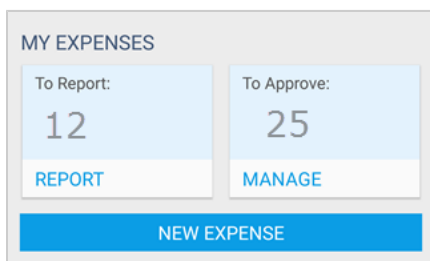 MY EXPENSES
To Report:
12
REPORT
To Approve:
25
MANAGE
NEW EXPENSE